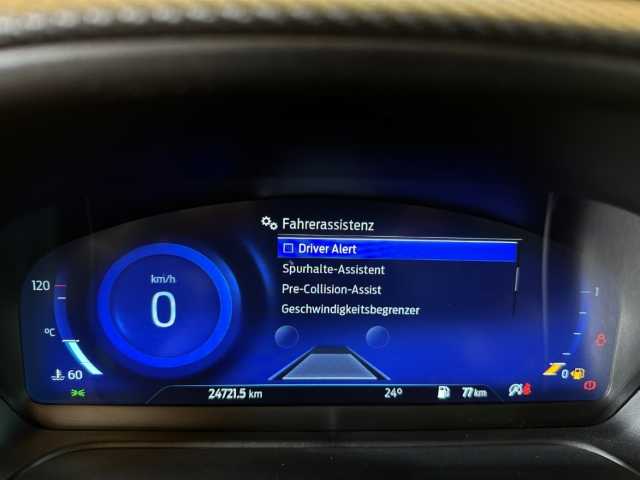 Fahrerassistenz
Driver Alert
Spurhalte-Assistent
Pre-Collision-Assist
Geschwindigkeitsbegrenzer
km/h
0
120
°C
60
1
0
24721.5 km
24°
77 km